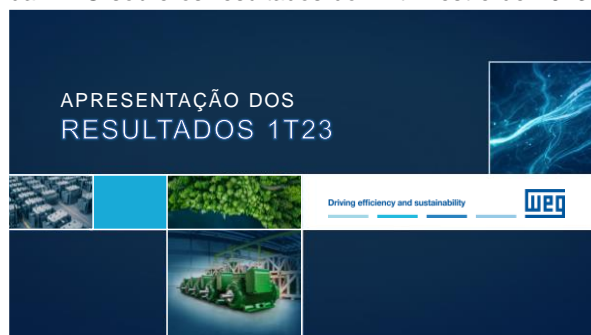 APRESENTAÇÃO DOS
RESULTADOS 1T23
Driving efficiency and sustainability
WEG